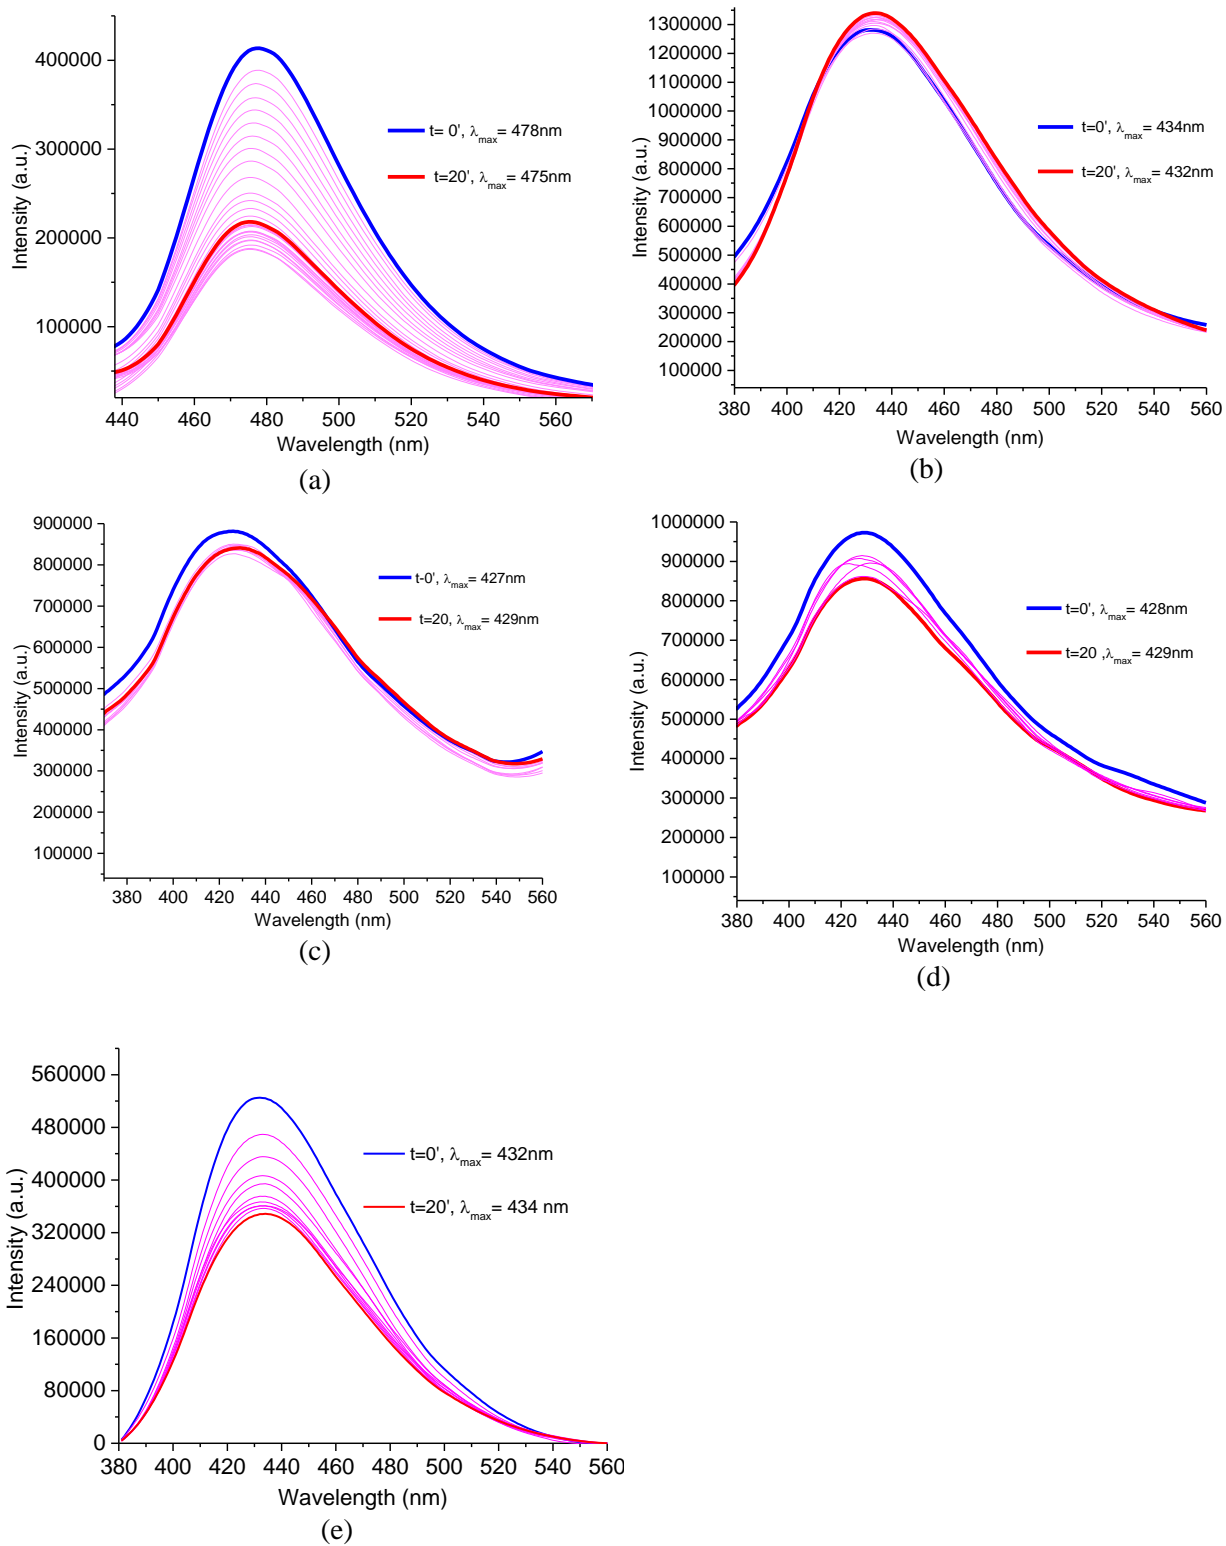 400000
300000
200000
100000
Intensity (a.u.)
t= 0', λmax= 478nm
t=20', λmax= 475nm
440 460 480 500 520 540 560
Wavelength (nm)
(a)
1300000
1200000
1100000
1000000
900000
800000
700000
600000
500000
400000
300000
200000
100000
Intensity (a.u.)
t=0', λmax= 434nm
t=20', λmax= 432nm
380 400 420 440 460 480 500 520 540 560
Wavelength (nm)
(b)
900000
800000
700000
600000
500000
400000
300000
200000
100000
Intensity (a.u.)
t-0', λmax= 427nm
t=20, λmax= 429nm
380 400 420 440 460 480 500 520 540 560
Wavelength (nm)
(c)
1000000
900000
800000
700000
600000
500000
400000
300000
200000
100000
Intensity (a.u.)
t=0', λmax= 428nm
t=20 ,λmax= 429nm
380 400 420 440 460 480 500 520 540 560
Wavelength (nm)
(d)
560000
480000
400000
320000
240000
160000
80000
0
Intensity (a.u.)
t=0', λmax= 432nm
t=20', λmax= 434 nm
380 400 420 440 460 480 500 520 540 560
Wavelength (nm)
(e)